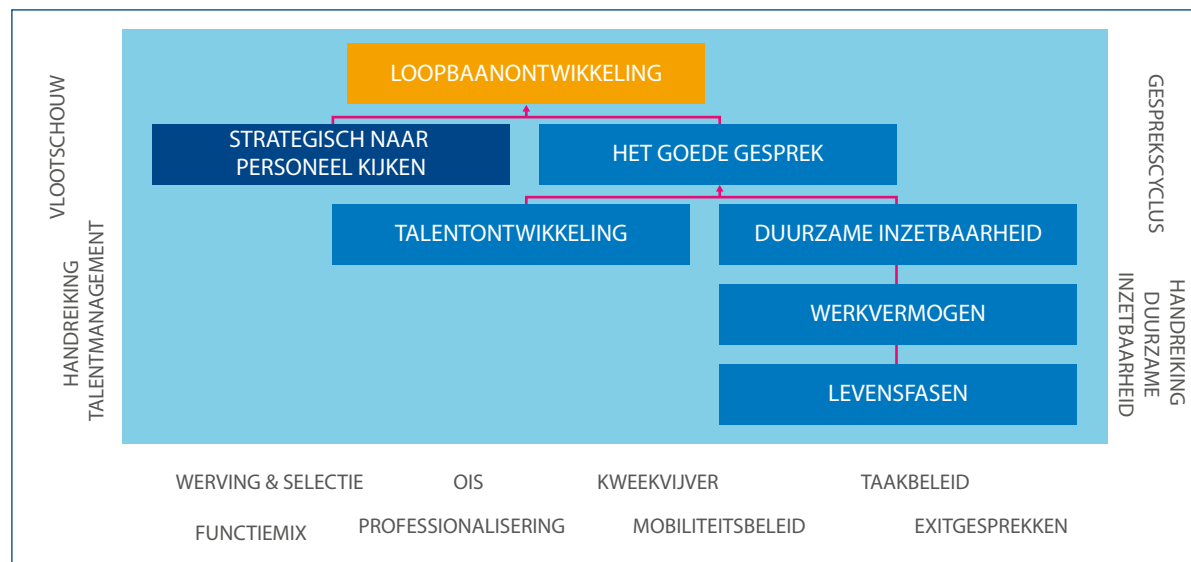 LOOPBAANONTWIKKELING
STRATEGISCH NAAR
PERSONEEL KIJKEN
HET GOEDE GESPREK
TALENTONTWIKKELING
DUURZAME INZETBAARHEID
WERKVERMOGEN
LEVENSFASEN
VLOOTSCHOUW
HANDREIKING
TALENTMANAGEMENT
GESPREKSCYCLUS
HANDREIKING
DUURZAME
INZETBAARHEID
WERVING & SELECTIE
OIS
KWEEKVIJVER
TAAKBELEID
FUNCTIEMIX
PROFESSIONALISERING
MOBILITEITSBELEID
EXITGESPREKKEN